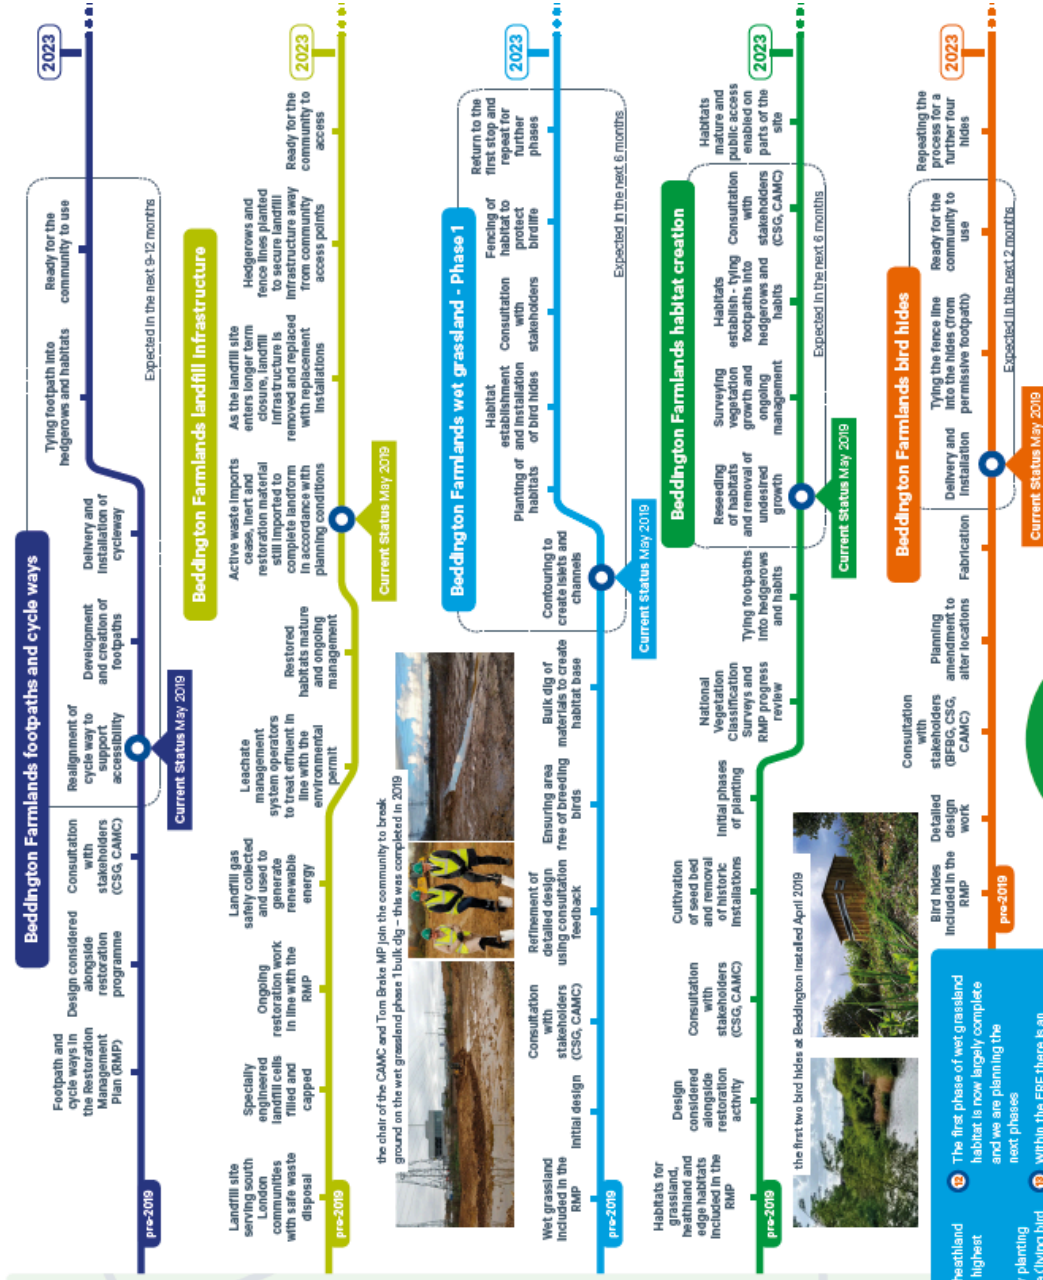 Beddington Farmlands footpaths and cycle ways
pre-2019
Footpath and
cycle ways in
the Restoration
Management
Plan (RMP)
Design considered
alongside
restoration
programme
Consultation
with
stakeholders
(CSG, CAMC)
Realignment of
cycle way to
support
accessibility
Current Status May 2019
Development
and creation of
footpaths
Delivery and
installation of
cycleway
Tying footpath into
hedgerows and habitats
Ready for the
community to use
Expected in the next 9-12 months
2023
Beddington Farmlands landfill infrastructure
pre-2019
Landfill site
serving south
London
communities
with safe waste
disposal
Specially
engineered
landfill cells
filled and
capped
Ongoing
restoration work
in line with the
RMP
Landfill gas
safely collected
and used to
generate
renewable
energy
Leachate
management
system operators
to treat effluent in
line with the
environmental
permit
Restored
habitats mature
and ongoing
management
Active waste imports
cease, inert and
restoration material
still imported to
complete landform
in accordance with
planning conditions
Current Status May 2019
As the landfill site
enters longer term
closure, landfill
infrastructure is
removed and replaced
with replacement
installations
Hedgerows and
fence lines planted
to secure landfill
infrastructure away
from community
access points
Ready for the
community to
access
2023
the chair of the CAMC and Tom Brake MP join the community to break
ground on the wet grassland phase 1 bulk dig – this was completed in 2019
Beddington Farmlands wet grassland - Phase 1
pre-2019
Wet grassland
included in the
RMP
Initial design
Consultation
with
stakeholders
(CSG, CAMC)
Refinement of
detailed design
using consultation
feedback
Ensuring area
free of breeding
birds
Bulk dig of
materials to create
habitat base
Contouring to
create islets and
channels
Current Status May 2019
Planting of
habitats
Habitat
establishment
and installation
of bird hides
Consultation
with
stakeholders
Fencing of
habitat to
protect
birdlife
Return to the
first stop and
repeat for
further
phases
Expected in the next 6 months
2023
Beddington Farmlands habitat creation
pre-2019
Habitats for
grassland,
heathland and
edge habitats
included in the
RMP
Design
considered
alongside
restoration
activity
Consultation
with
stakeholders
(CSG, CAMC)
Cultivation
of seed bed
and removal
of historic
installations
Initial phases
of planting
National
Vegetation
Classification
Surveys and
RMP progress
review
Tying footpaths
into hedgerows
and habits
Reseeding
of habitats
and removal of
undesired
growth
Current Status May 2019
Surveying
vegetation
growth and
ongoing
management
Habitats
establish - tying
footpaths into
hedgerows and
habits
Consultation
with
stakeholders
(CSG, CAMC)
Habitats
mature and
public access
enabled on
parts of the
site
Expected in the next 6 months
2023
the first two bird hides at Beddington installed April 2019
Beddington Farmlands bird hides
pre-2019
Bird hides
included in the
RMP
Detailed
design
work
Consultation
with
stakeholders
(BFBG, CSG,
CAMC)
Planning
amendment to
alter locations
Fabrication
Delivery and
installation
Current Status May 2019
Tying the fence line
into the hides (from
permissive footpath)
Ready for the
community to
use
Repeating the
process for a
further four
hides
Expected in the next 2 months
2023
heathland
highest
planting
(living bird
12 The first phase of wet grassland
habitat is now largely complete
and we are planning the
next phases
13 Within the ERF there is an